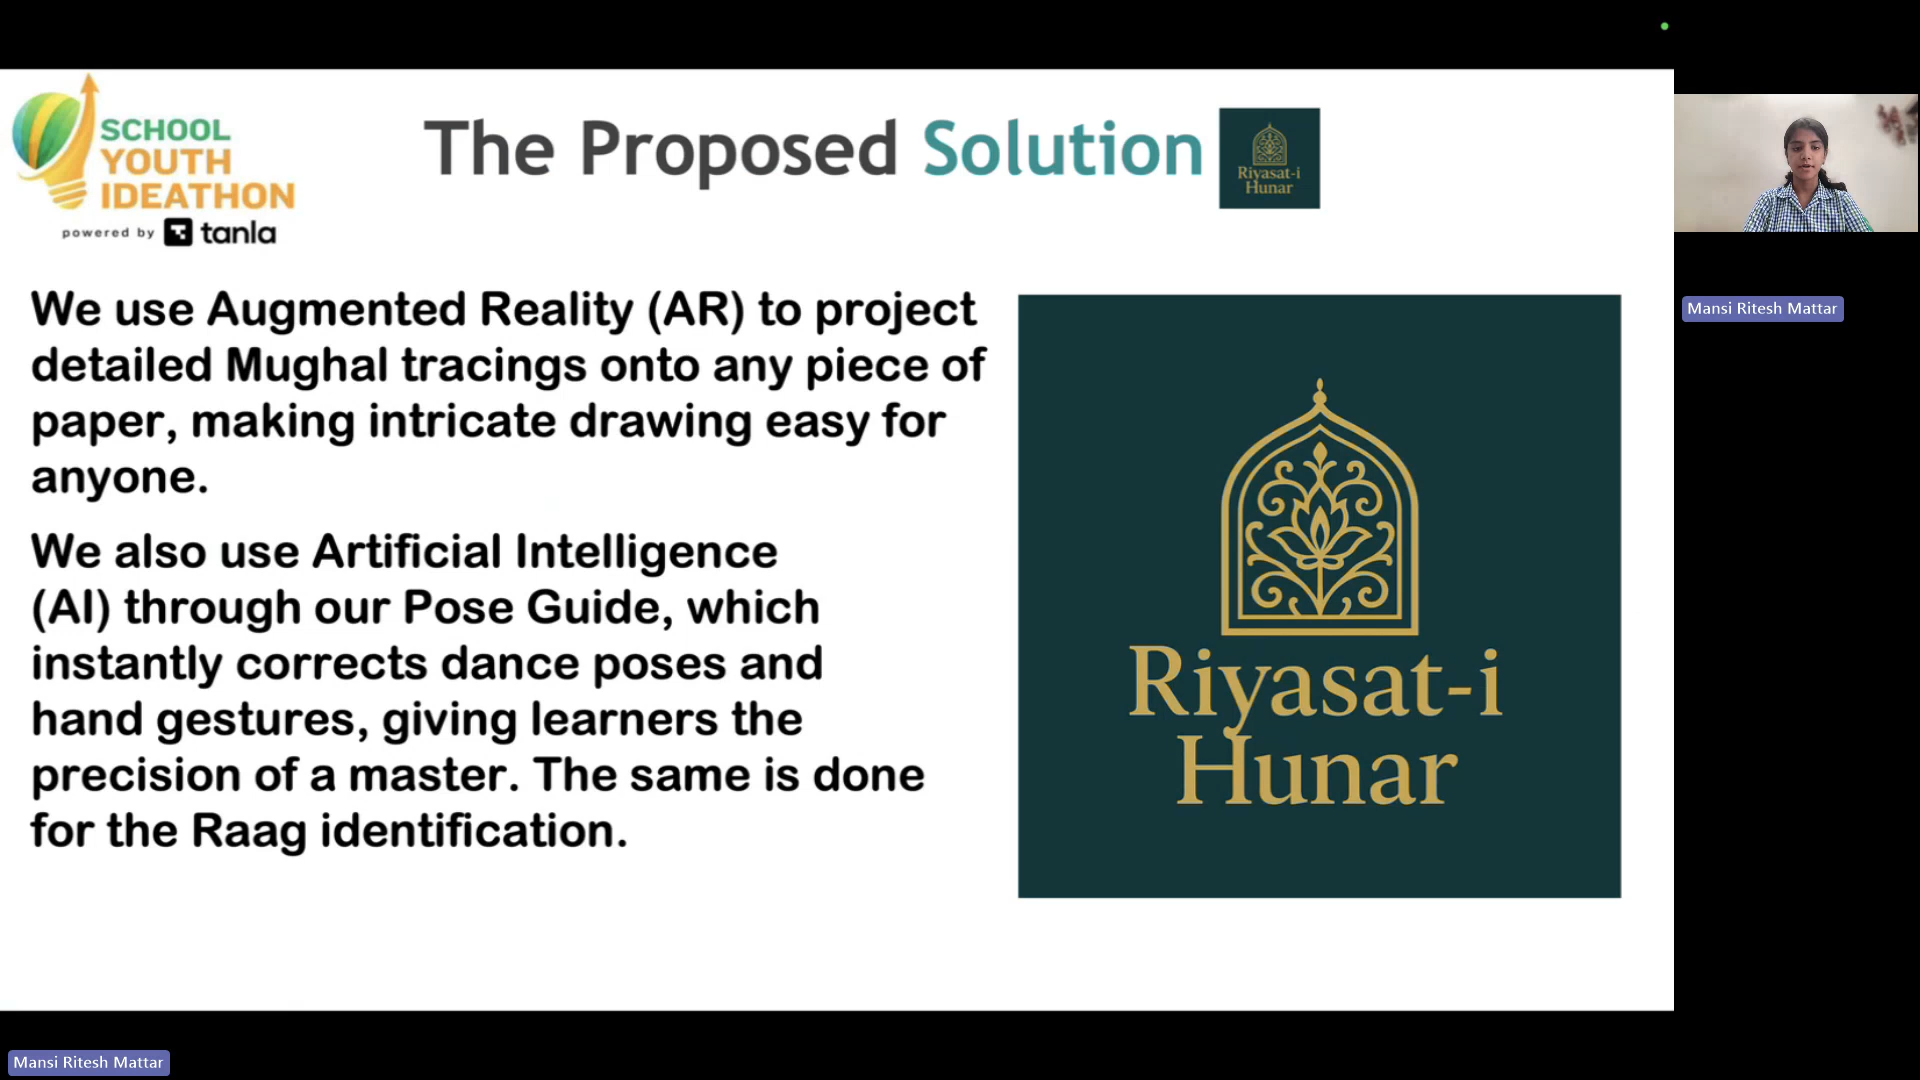 SCHOOL
YOUTH
IDEATHON
powered by tanla
The Proposed Solution
Riyasat-i
Hunar
We use Augmented Reality (AR) to project
detailed Mughal tracings onto any piece of
paper, making intricate drawing easy for
anyone.
We also use Artificial Intelligence
(AI) through our Pose Guide, which
instantly corrects dance poses and
hand gestures, giving learners the
precision of a master. The same is done
for the Raag identification.
Riyasat-i
Hunar
Mansi Ritesh Mattar
Mansi Ritesh Mattar